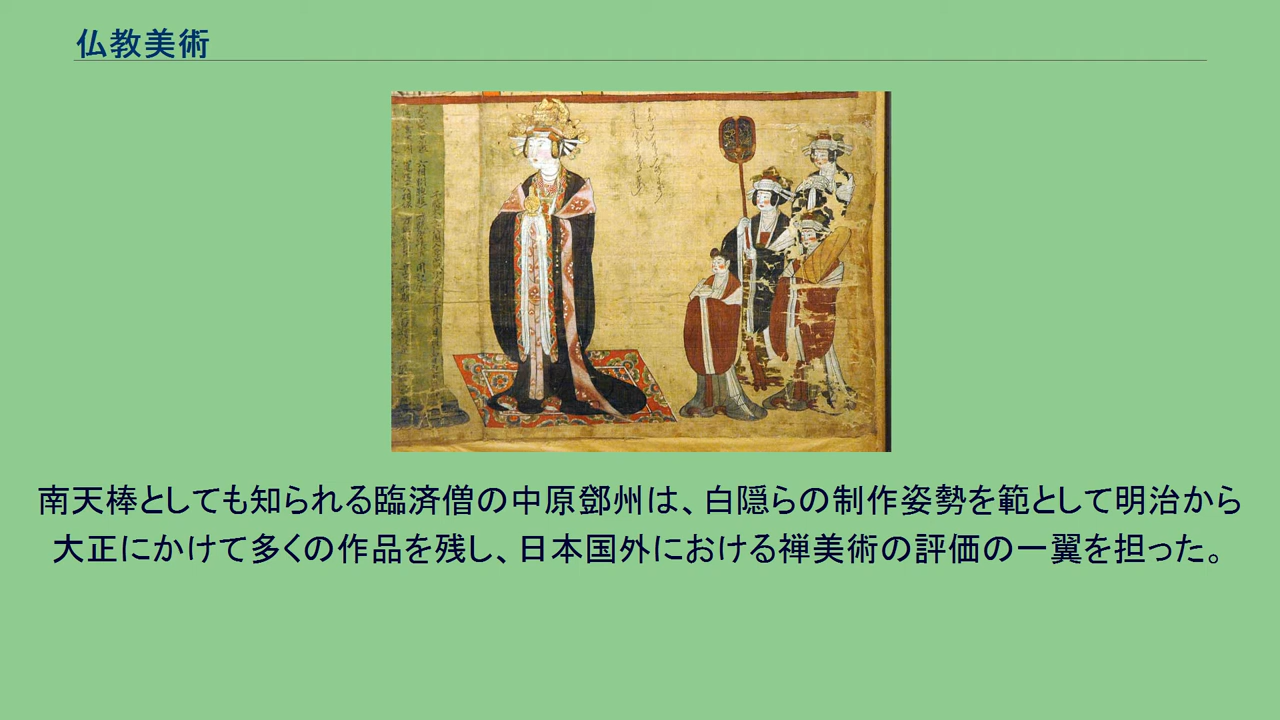 仏教美術
南天棒としても知られる臨済僧の中原鄧州は、白隠らの制作姿勢を範として明治から
大正にかけて多くの作品を残し、日本国外における禅美術の評価の一翼を担った。